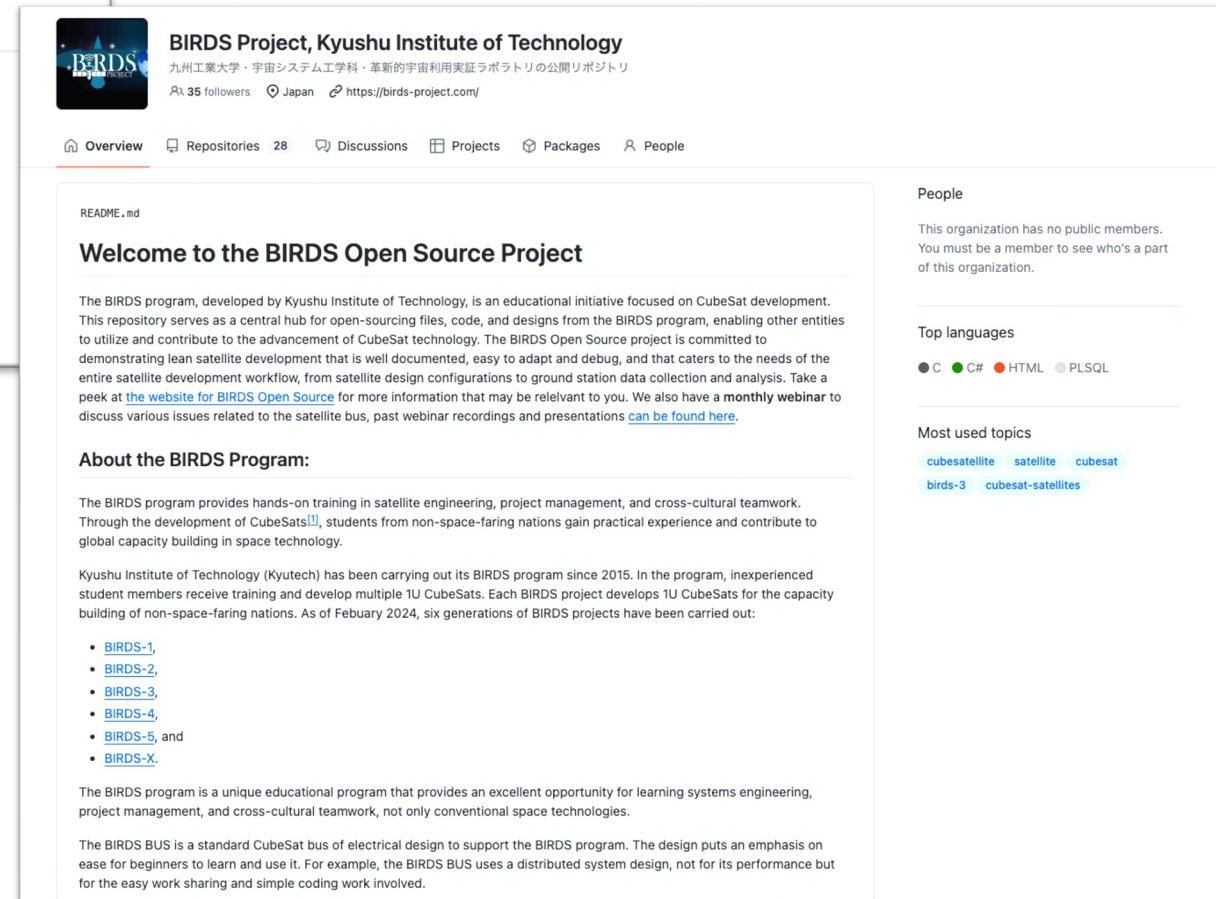 BIRDS
PROJECT
BIRDS Project, Kyushu Institute of Technology
九州工業大学・宇宙システム工学科・革新的宇宙利用実証ラボラトリの公開リポジトリ
35 followers Japan https://birds-project.com/
Overview Repositories 28 Discussions Projects Packages People
README.md
Welcome to the BIRDS Open Source Project
The BIRDS program, developed by Kyushu Institute of Technology, is an educational initiative focused on CubeSat development.
This repository serves as a central hub for open-sourcing files, code, and designs from the BIRDS program, enabling other entities
to utilize and contribute to the advancement of CubeSat technology. The BIRDS Open Source project is committed to
demonstrating lean satellite development that is well documented, easy to adapt and debug, and that caters to the needs of the
entire satellite development workflow, from satellite design configurations to ground station data collection and analysis. Take a
peek at the website for BIRDS Open Source for more information that may be relelvant to you. We also have a monthly webinar to
discuss various issues related to the satellite bus, past webinar recordings and presentations can be found here.
About the BIRDS Program:
The BIRDS program provides hands-on training in satellite engineering, project management, and cross-cultural teamwork.
Through the development of CubeSats[1], students from non-space-faring nations gain practical experience and contribute to
global capacity building in space technology.
Kyushu Institute of Technology (Kyutech) has been carrying out its BIRDS program since 2015. In the program, inexperienced
student members receive training and develop multiple 1U CubeSats. Each BIRDS project develops 1U CubeSats for the capacity
building of non-space-faring nations. As of Febuary 2024, six generations of BIRDS projects have been carried out:
• BIRDS-1,
• BIRDS-2,
• BIRDS-3,
• BIRDS-4,
• BIRDS-5, and
• BIRDS-X.
The BIRDS program is a unique educational program that provides an excellent opportunity for learning systems engineering,
project management, and cross-cultural teamwork, not only conventional space technologies.
The BIRDS BUS is a standard CubeSat bus of electrical design to support the BIRDS program. The design puts an emphasis on
ease for beginners to learn and use it. For example, the BIRDS BUS uses a distributed system design, not for its performance but
for the easy work sharing and simple coding work involved.
People
This organization has no public members.
You must be a member to see who's a part
of this organization.
Top languages
C C# HTML PLSQL
Most used topics
cubesatellite satellite cubesat
birds-3 cubesat-satellites